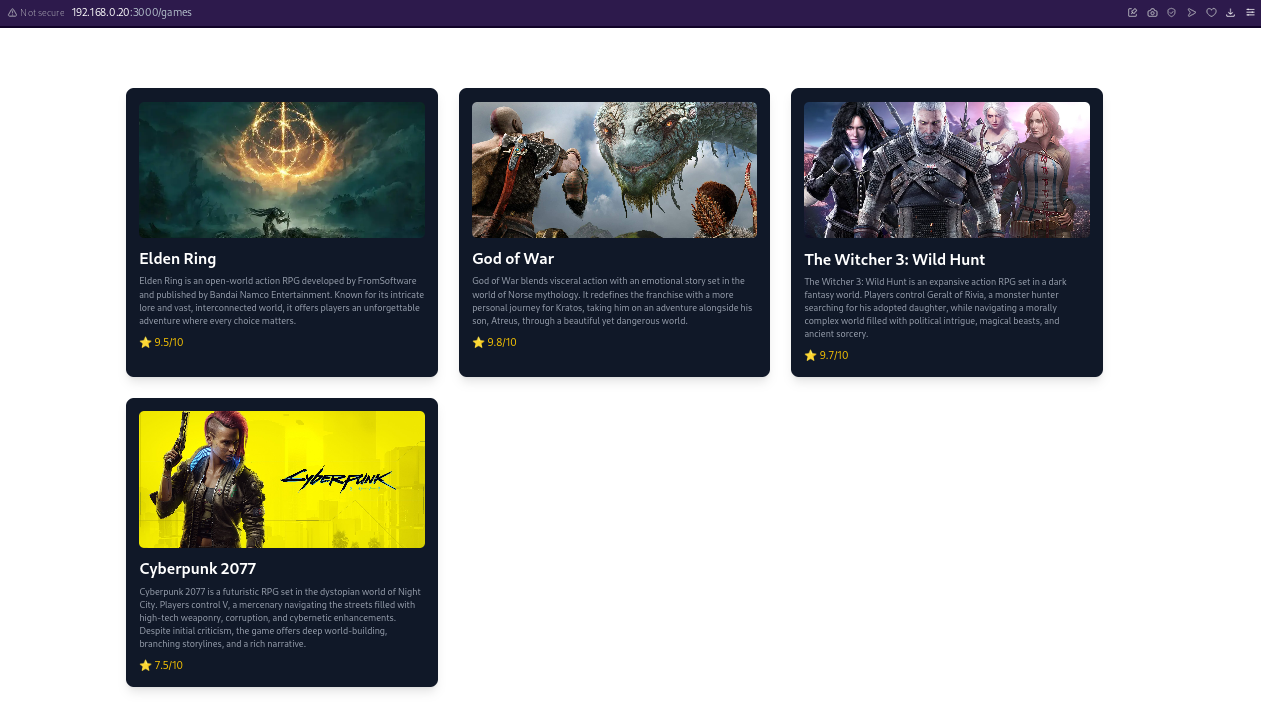 Not secure 192.168.0.20:3000/games
Elden Ring
Elden Ring is an open-world action RPG developed by FromSoftware
and published by Bandai Namco Entertainment. Known for its intricate
lore and vast, interconnected world, it offers players an unforgettable
adventure where every choice matters.
⭐ 9.5/10
God of War
God of War blends visceral action with an emotional story set in the
world of Norse mythology. It redefines the franchise with a more
personal journey for Kratos, taking him on an adventure alongside his
son, Atreus, through a beautiful yet dangerous world.
⭐ 9.8/10
The Witcher 3: Wild Hunt
The Witcher 3: Wild Hunt is an expansive action RPG set in a dark
fantasy world. Players control Geralt of Rivia, a monster hunter
searching for his adopted daughter, while navigating a morally
complex world filled with political intrigue, magical beasts, and
ancient sorcery.
⭐ 9.7/10
Cyberpunk
Cyberpunk 2077
Cyberpunk 2077 is a futuristic RPG set in the dystopian world of Night
City. Players control V, a mercenary navigating the streets filled with
high-tech weaponry, corruption, and cybernetic enhancements.
Despite initial criticism, the game offers deep world-building,
branching storylines, and a rich narrative.
⭐ 7.5/10